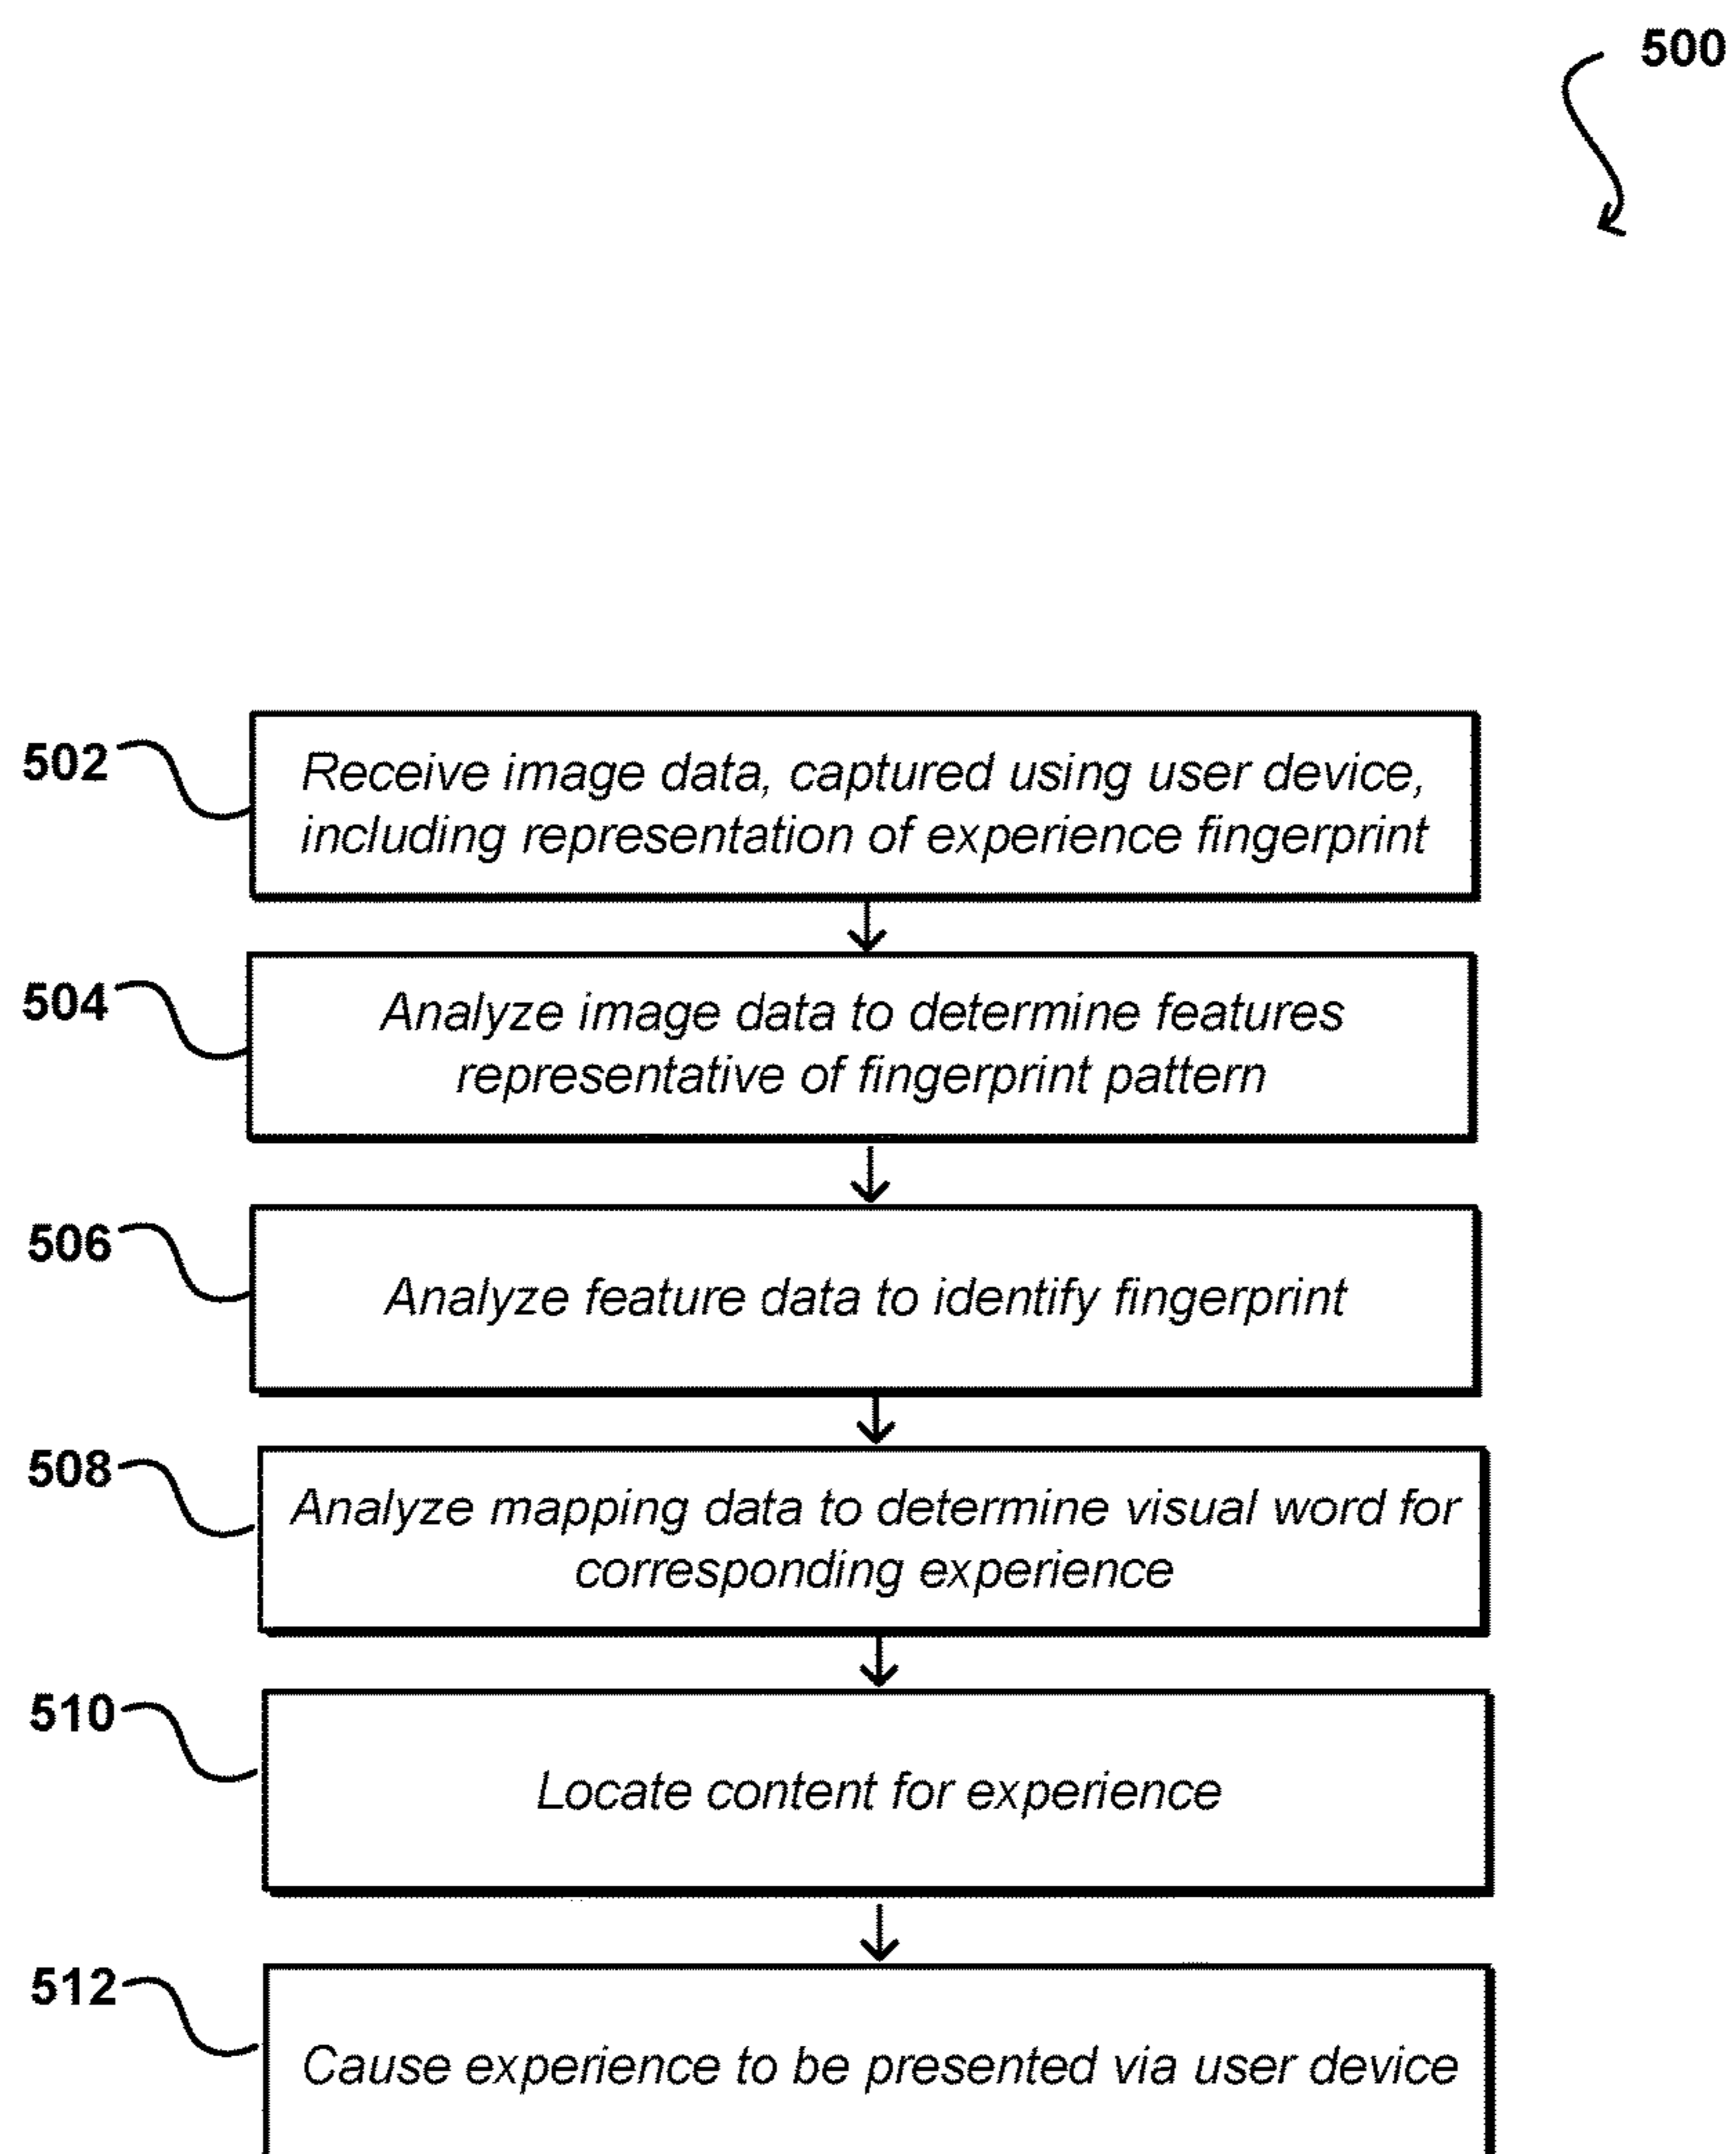 500
502
Receive image data, captured using user device,
including representation of experience fingerprint
504
Analyze image data to determine features
representative of fingerprint pattern
506
Analyze feature data to identify fingerprint
508
Analyze mapping data to determine visual word for
corresponding experience
510
Locate content for experience
512
Cause experience to be presented via user device